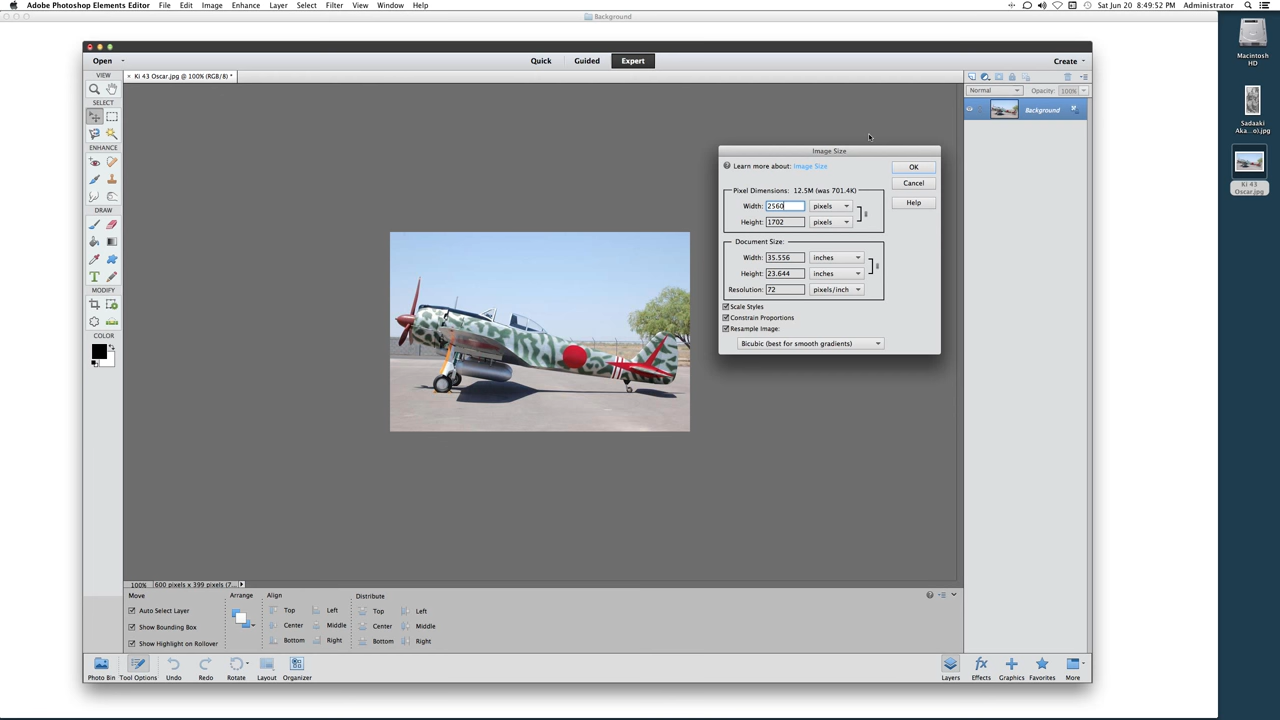 Adobe Photoshop Elements Editor File Edit Image Enhance Layer Select Filter View Window Help Sat Jun 20 8:49:52 PM Administrator
Background
Macintosh HD
Open Quick Guided Expert Create
VIEW
× Ki 43 Oscar.jpg @ 100% (RGB/8) *
Normal Opacity: 100%
SELECT
Background
Sadaaki
Aka...o).jpg
ENHANCE
Image Size
Learn more about: Image Size OK
Cancel
Pixel Dimensions: 12.5M (was 701.4K)
Width: 2560 pixels Help
Height: 1702 pixels
Ki 43
Oscar.jpg
DRAW
Document Size:
Width: 35.556 inches
Height: 23.644 inches
Resolution: 72 pixels/inch
T
MODIFY
Scale Styles
Constrain Proportions
Resample Image:
Bicubic (best for smooth gradients)
COLOR
100% 600 pixels x 399 pixels (7...
Move Arrange Align Distribute
Auto Select Layer Top Left Top Left
Show Bounding Box Center Middle Center Middle
Show Highlight on Rollover Bottom Right Bottom Right
Photo Bin Tool Options Undo Redo Rotate Layout Organizer Layers Effects Graphics Favorites More